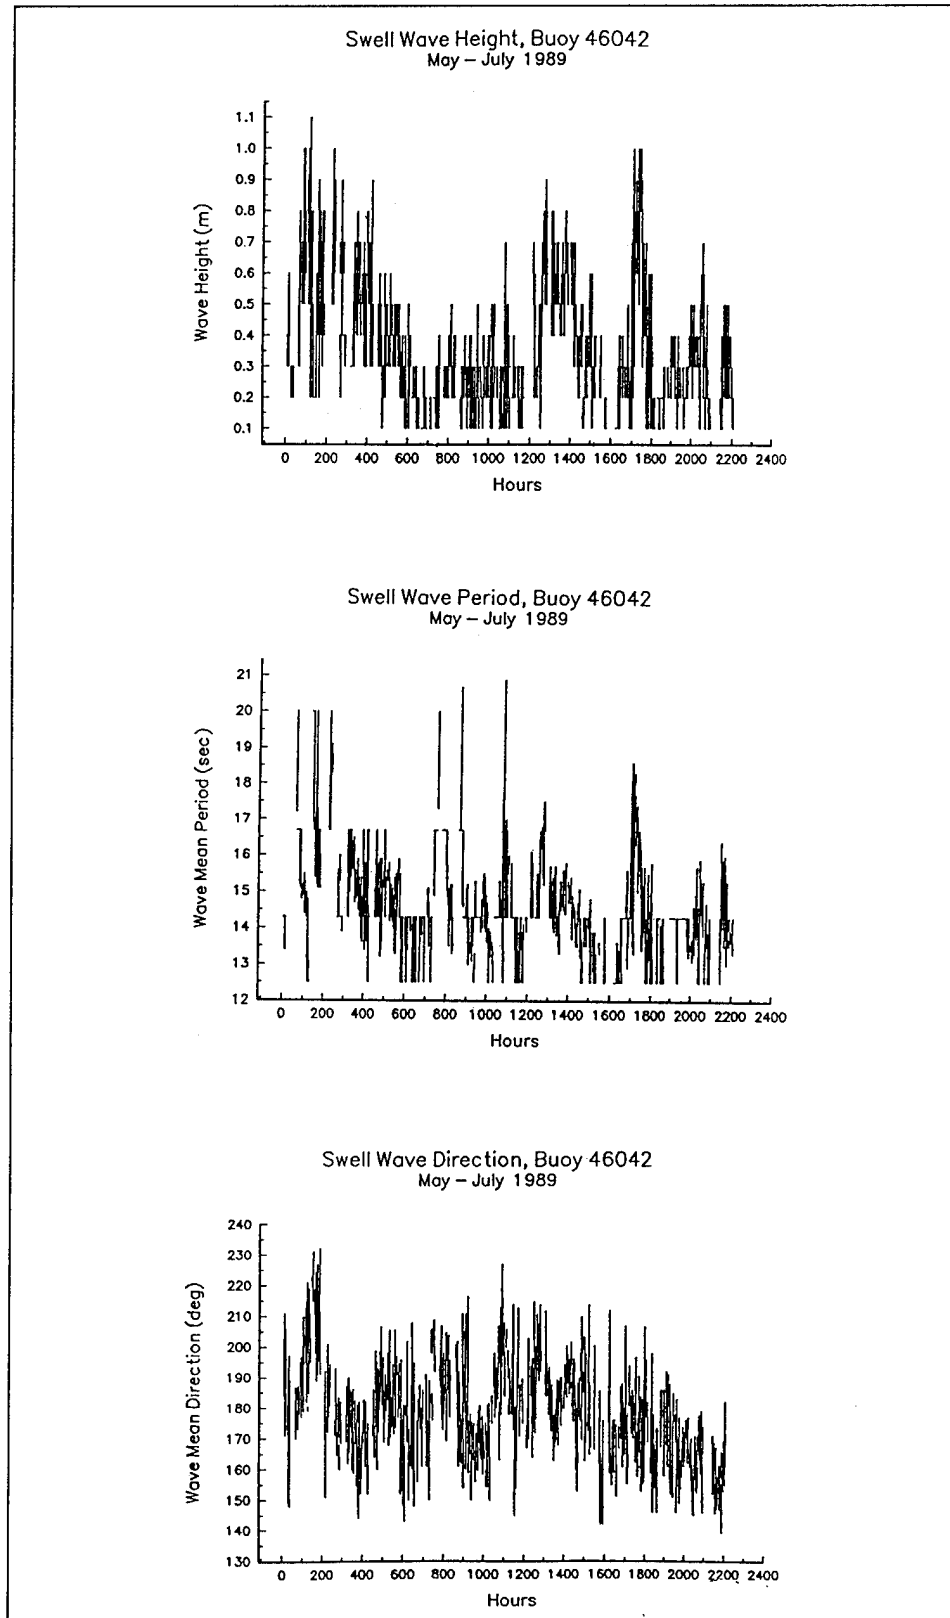 Swell Wave Height, Buoy 46042
May – July 1989
1.1
1.0
0.9
0.8
0.7
0.6
0.5
0.4
0.3
0.2
0.1
Wave Height (m)
0 200 400 600 800 1000 1200 1400 1600 1800 2000 2200 2400
Hours
Swell Wave Period, Buoy 46042
May – July 1989
21
20
19
18
17
16
15
14
13
12
Wave Mean Period (sec)
0 200 400 600 800 1000 1200 1400 1600 1800 2000 2200 2400
Hours
Swell Wave Direction, Buoy 46042
May – July 1989
240
230
220
210
200
190
180
170
160
150
140
130
Wave Mean Direction (deg)
0 200 400 600 800 1000 1200 1400 1600 1800 2000 2200 2400
Hours